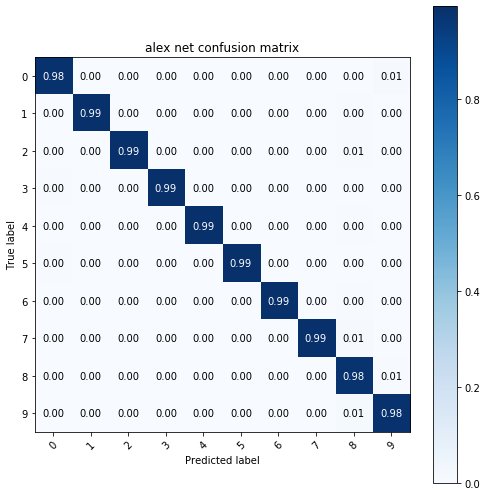 alex net confusion matrix
0 0.98 0.00 0.00 0.00 0.00 0.00 0.00 0.00 0.00 0.01
1 0.00 0.99 0.00 0.00 0.00 0.00 0.00 0.00 0.00 0.00
2 0.00 0.00 0.99 0.00 0.00 0.00 0.00 0.00 0.01 0.00
3 0.00 0.00 0.00 0.99 0.00 0.00 0.00 0.00 0.00 0.00
4 0.00 0.00 0.00 0.00 0.99 0.00 0.00 0.00 0.00 0.00
5 0.00 0.00 0.00 0.00 0.00 0.99 0.00 0.00 0.00 0.00
6 0.00 0.00 0.00 0.00 0.00 0.00 0.99 0.00 0.00 0.00
7 0.00 0.00 0.00 0.00 0.00 0.00 0.00 0.99 0.01 0.00
8 0.00 0.00 0.00 0.00 0.00 0.00 0.00 0.00 0.98 0.01
9 0.00 0.00 0.00 0.00 0.00 0.00 0.00 0.00 0.01 0.98
0 1 2 3 4 5 6 7 8 9
Predicted label
True label
0.8
0.6
0.4
0.2
0.0